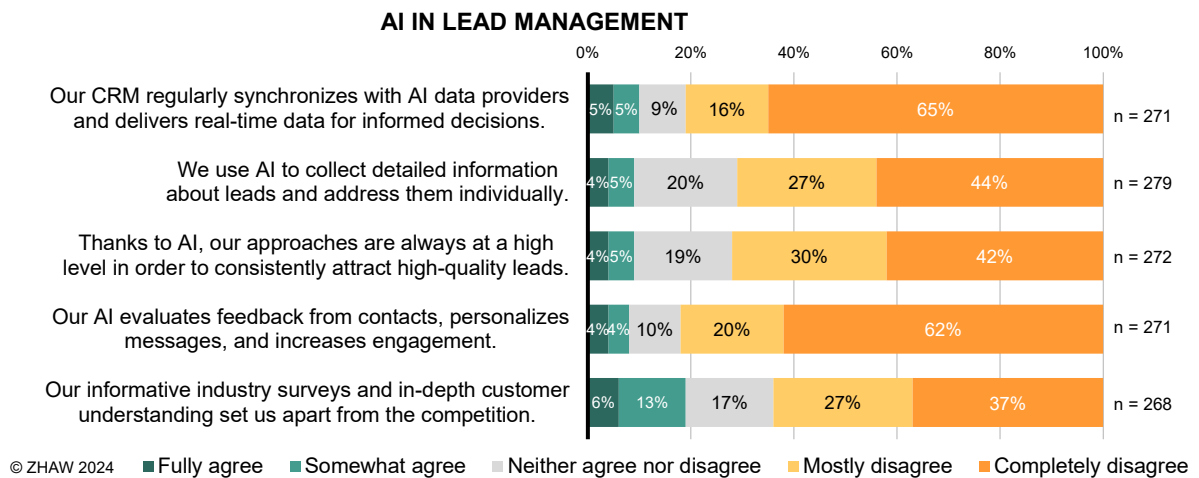 AI IN LEAD MANAGEMENT
0% 20% 40% 60% 80% 100%
Our CRM regularly synchronizes with AI data providers
and delivers real-time data for informed decisions.
5% 5% 9% 16% 65%
n = 271
We use AI to collect detailed information
about leads and address them individually.
4% 5% 20% 27% 44%
n = 279
Thanks to AI, our approaches are always at a high
level in order to consistently attract high-quality leads.
4% 5% 19% 30% 42%
n = 272
Our AI evaluates feedback from contacts, personalizes
messages, and increases engagement.
4% 4% 10% 20% 62%
n = 271
Our informative industry surveys and in-depth customer
understanding set us apart from the competition.
6% 13% 17% 27% 37%
n = 268
© ZHAW 2024 Fully agree Somewhat agree Neither agree nor disagree Mostly disagree Completely disagree